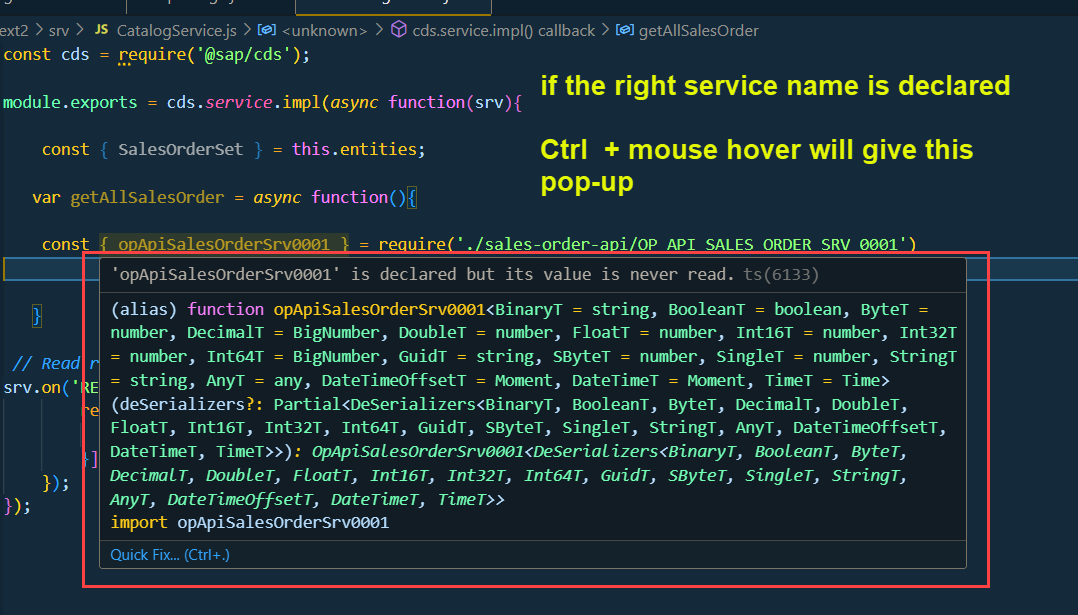 ext2 > srv > JS CatalogService.js > <unknown> > cds.service.impl() callback > getAllSalesOrder
const cds = require('@sap/cds');
if the right service name is declared
module.exports = cds.service.impl(async function(srv){
const { SalesOrderSet } = this.entities;
Ctrl + mouse hover will give this
pop-up
var getAllSalesOrder = async function(){
const { opApiSalesOrderSrv0001 } = require('./sales-order-api/OP_API_SALES_ORDER_SRV_0001')
'opApiSalesOrderSrv0001' is declared but its value is never read. ts(6133)
(alias) function opApiSalesOrderSrv0001<BinaryT = string, BooleanT = boolean, ByteT =
number, DecimalT = BigNumber, DoubleT = number, FloatT = number, Int16T = number, Int32T
= number, Int64T = BigNumber, GuidT = string, SByteT = number, SingleT = number, StringT
= string, AnyT = any, DateTimeOffsetT = Moment, DateTimeT = Moment, TimeT = Time>
(deSerializers?: Partial<DeSerializers<BinaryT, BooleanT, ByteT, DecimalT, DoubleT,
FloatT, Int16T, Int32T, Int64T, GuidT, SByteT, SingleT, StringT, AnyT, DateTimeOffsetT,
DateTimeT, TimeT>>): OpApiSalesOrderSrv0001<DeSerializers<BinaryT, BooleanT, ByteT,
DecimalT, DoubleT, FloatT, Int16T, Int32T, Int64T, GuidT, SByteT, SingleT, StringT,
AnyT, DateTimeOffsetT, DateTimeT, TimeT>>
import opApiSalesOrderSrv0001
Quick Fix... (Ctrl+.)
}
// Read r
srv.on('RE
re
}]
});
});